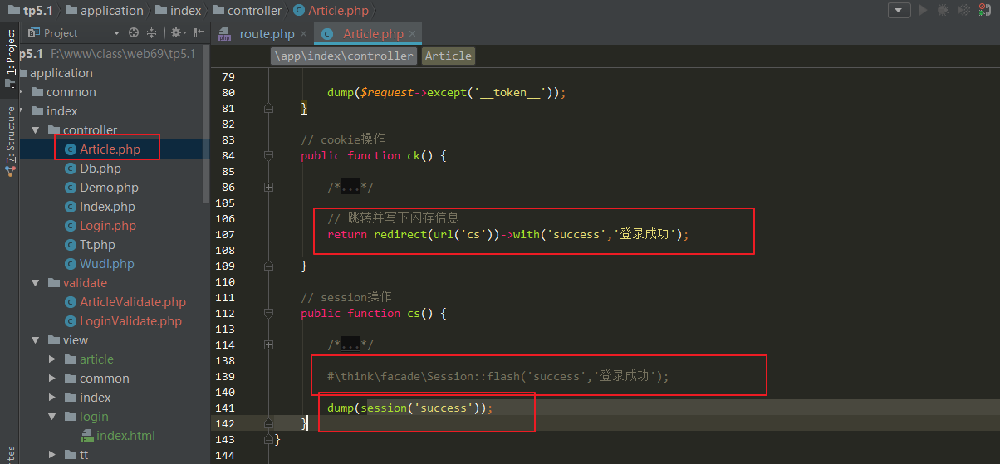 tp5.1 application index controller Article.php
Project
route.php × Article.php ×
\app\index\controller Article
1: Project
7: Structure
p5.1 F:\www\class\web69\tp5.1
application
common
index
controller
Article.php
Db.php
Demo.php
Index.php
Login.php
Tt.php
Wudi.php
validate
ArticleValidate.php
LoginValidate.php
view
article
common
index
login
index.html
tt
79
80 dump($request->except('__token__'));
81 }
82
83 // cookie操作
84 public function ck() {
85
86 /*...*/
105
106 // 跳转并写下闪存信息
107 return redirect(url('cs'))->with('success','登录成功');
108
109 }
110
111 // session操作
112 public function cs() {
113
114 /*...*/
138
139 #\think\facade\Session::flash('success','登录成功');
140
141 dump(session('success'));
142 }
143 }
144